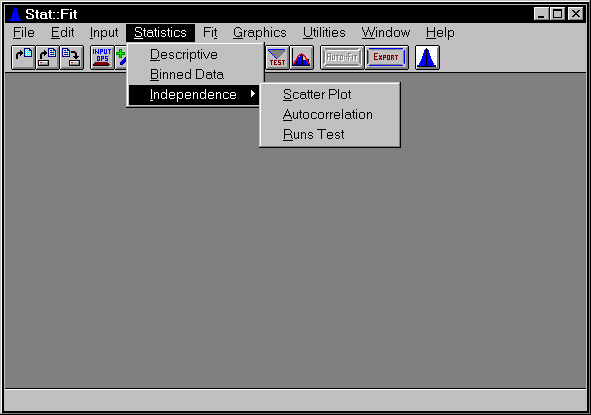 Stat::Fit
File Edit Input Statistics Fit Graphics Utilities Window Help
INPUT OPS TEST AUTO-FIT EXPORT
Descriptive
Binned Data
Independence
Scatter Plot
Autocorrelation
Runs Test